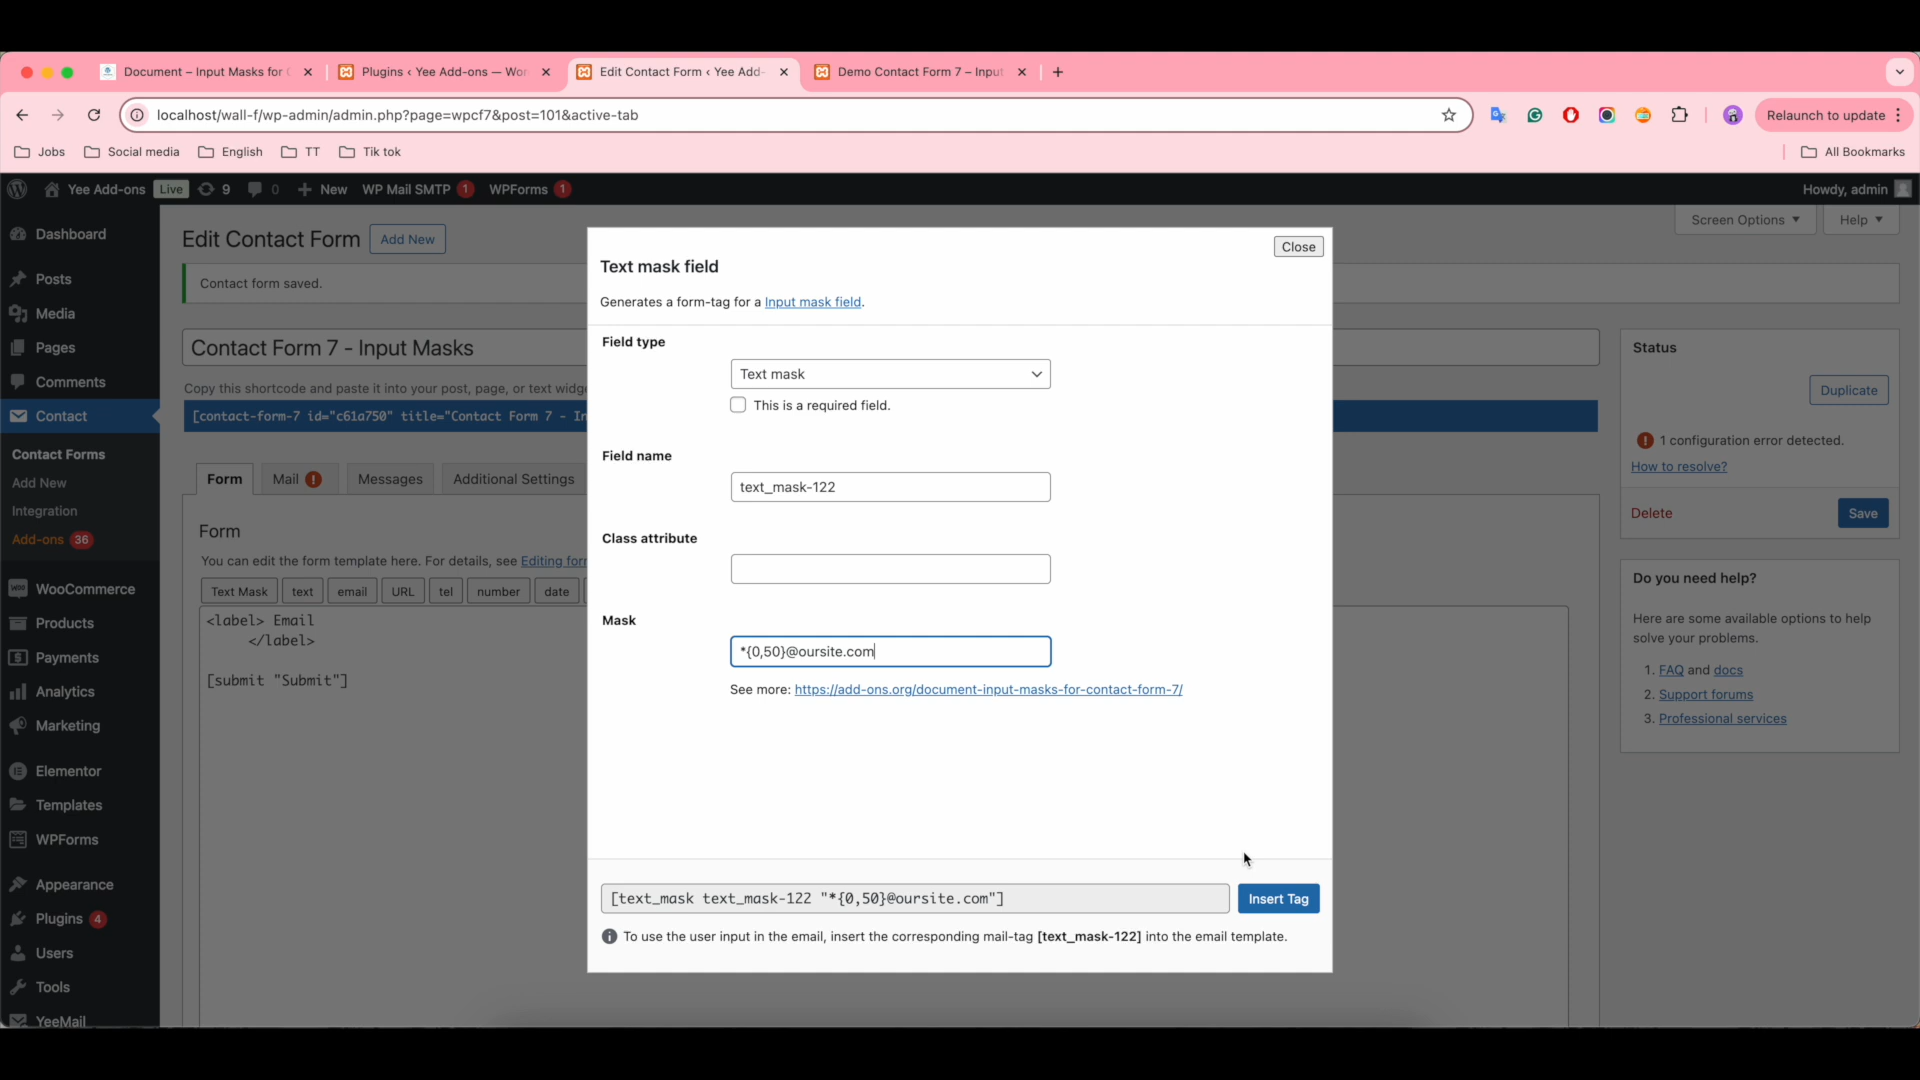 Document – Input Masks for
Plugins ‹ Yee Add-ons — Wor
Edit Contact Form ‹ Yee Add-
Demo Contact Form 7 – Input
localhost/wall-f/wp-admin/admin.php?page=wpcf7&post=101&active-tab
Relaunch to update
Jobs
Social media
English
TT
Tik tok
All Bookmarks
Yee Add-ons
Live
9
0
New
WP Mail SMTP 1
WPForms 1
Howdy, admin
Dashboard
Posts
Media
Pages
Comments
Contact
Contact Forms
Add New
Integration
Add-ons 36
WooCommerce
Products
Payments
Analytics
Marketing
Elementor
Templates
WPForms
Appearance
Plugins 4
Users
Tools
YeeMail
Screen Options
Help
Edit Contact Form
Add New
Contact form saved.
Contact Form 7 - Input Masks
Copy this shortcode and paste it into your post, page, or text widge
[contact-form-7 id="c61a750" title="Contact Form 7 - In
Form
Mail !
Messages
Additional Settings
Form
You can edit the form template here. For details, see Editing for
Text Mask
text
email
URL
tel
number
date
<label> Email
</label>
[submit "Submit"]
Close
Text mask field
Generates a form-tag for a Input mask field.
Field type
Text mask
This is a required field.
Field name
text_mask-122
Class attribute
Mask
*{0,50}@oursite.com
See more: https://add-ons.org/document-input-masks-for-contact-form-7/
[text_mask text_mask-122 "*{0,50}@oursite.com"]
Insert Tag
To use the user input in the email, insert the corresponding mail-tag [text_mask-122] into the email template.
Status
Duplicate
! 1 configuration error detected.
How to resolve?
Delete
Save
Do you need help?
Here are some available options to help
solve your problems.
1. FAQ and docs
2. Support forums
3. Professional services